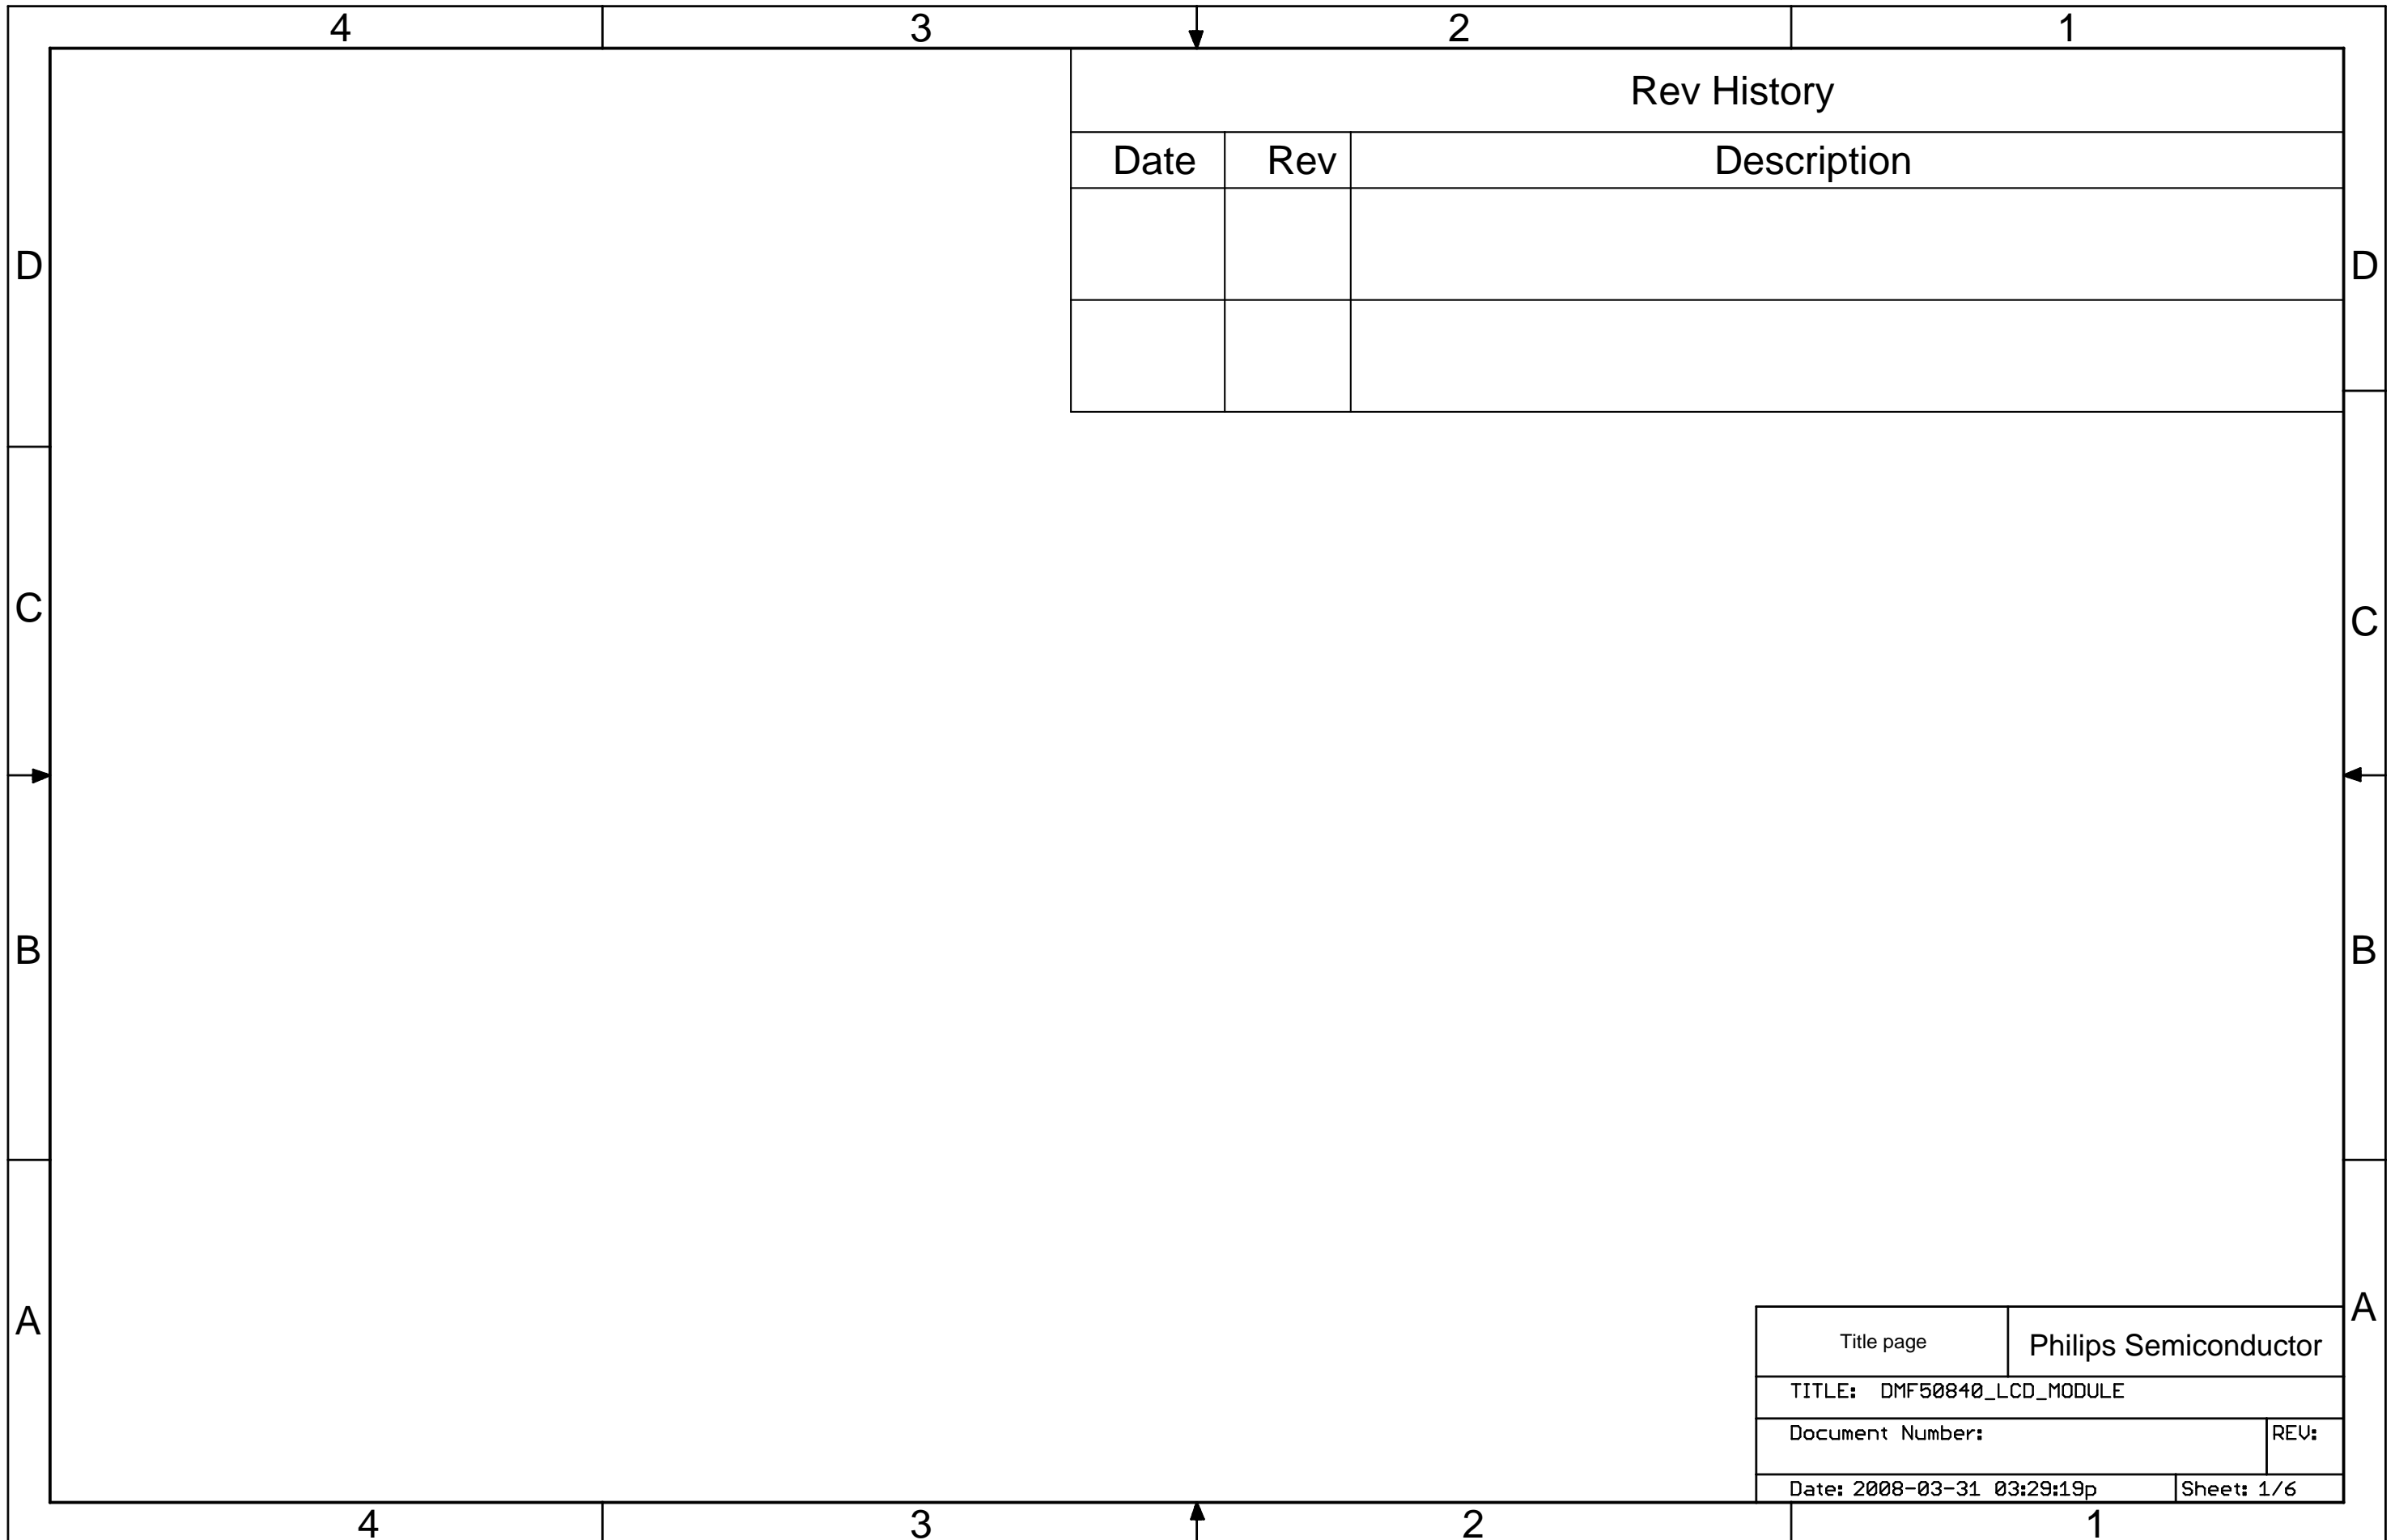 4 3 2 1
Rev History
Date Rev Description
D D
C C
B B
A A
Title page Philips Semiconductor
TITLE: DMF50840_LCD_MODULE
Document Number: REV:
Date: 2008-03-31 03:29:19p Sheet: 1/6
4 3 2 1